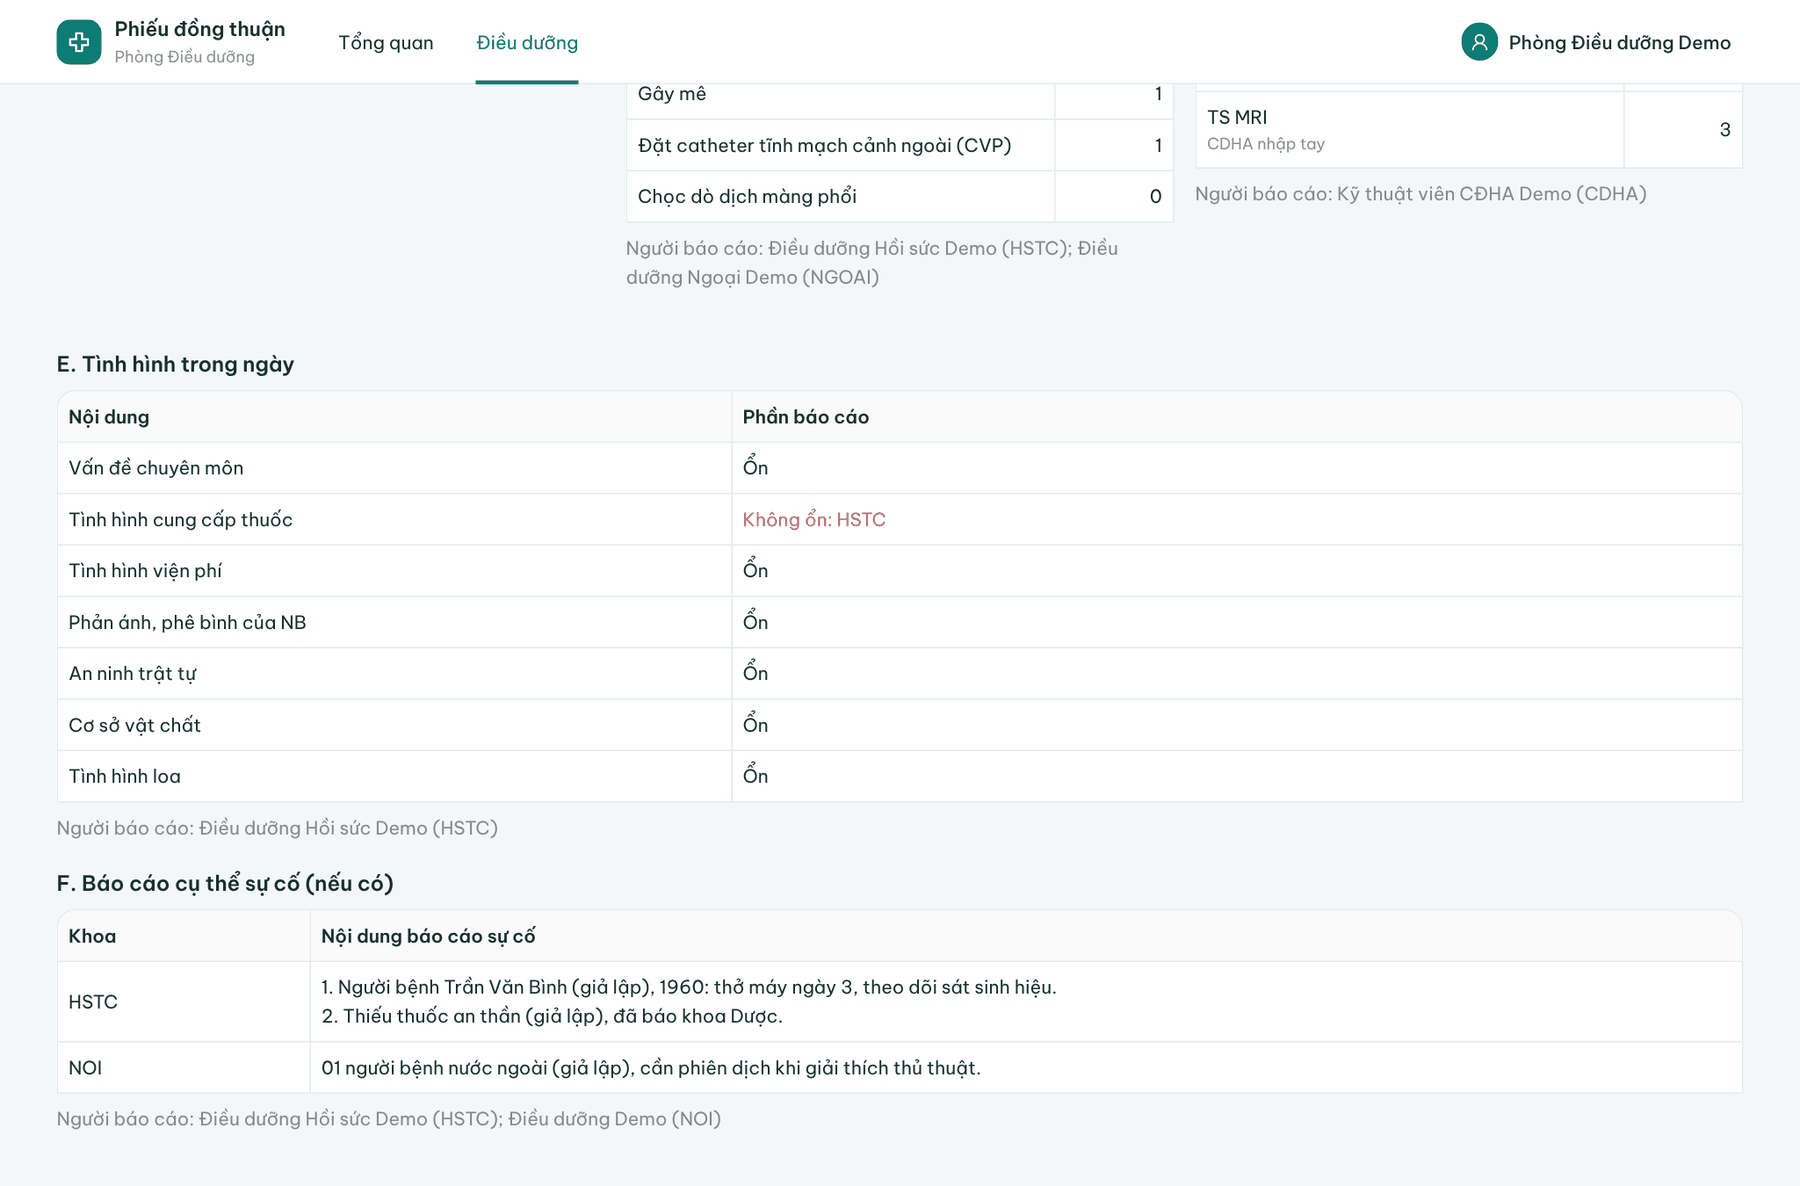 Phiếu đồng thuận
Phòng Điều dưỡng
Tổng quan
Điều dưỡng
Phòng Điều dưỡng Demo
Gây mê 1
Đặt catheter tĩnh mạch cảnh ngoài (CVP) 1
Chọc dò dịch màng phổi 0
Người báo cáo: Điều dưỡng Hồi sức Demo (HSTC); Điều
dưỡng Ngoại Demo (NGOAI)
TS MRI 3
CDHA nhập tay
Người báo cáo: Kỹ thuật viên CĐHA Demo (CDHA)
E. Tình hình trong ngày
Nội dung Phần báo cáo
Vấn đề chuyên môn Ổn
Tình hình cung cấp thuốc Không ổn: HSTC
Tình hình viện phí Ổn
Phản ánh, phê bình của NB Ổn
An ninh trật tự Ổn
Cơ sở vật chất Ổn
Tình hình loa Ổn
Người báo cáo: Điều dưỡng Hồi sức Demo (HSTC)
F. Báo cáo cụ thể sự cố (nếu có)
Khoa Nội dung báo cáo sự cố
HSTC
1. Người bệnh Trần Văn Bình (giả lập), 1960: thở máy ngày 3, theo dõi sát sinh hiệu.
2. Thiếu thuốc an thần (giả lập), đã báo khoa Dược.
NOI 01 người bệnh nước ngoài (giả lập), cần phiên dịch khi giải thích thủ thuật.
Người báo cáo: Điều dưỡng Hồi sức Demo (HSTC); Điều dưỡng Demo (NOI)